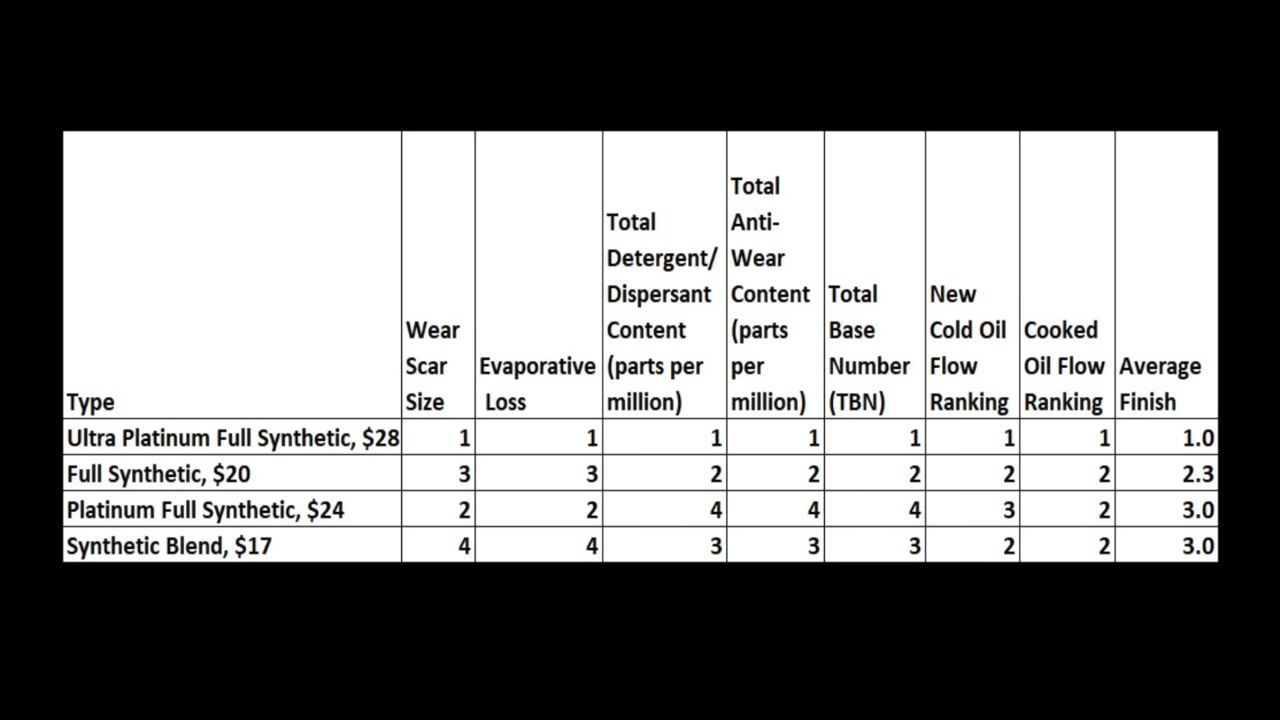 Type
Wear
Scar
Size
Evaporative
Loss
Total
Detergent/
Dispersant
Content
(parts per
million)
Total
Anti-
Wear
Content
(parts
per
million)
Total
Base
Number
(TBN)
New
Cold Oil
Flow
Ranking
Cooked
Oil Flow
Ranking
Average
Finish
Ultra Platinum Full Synthetic, $28 1 1 1 1 1 1 1 1.0
Full Synthetic, $20 3 3 2 2 2 2 2 2.3
Platinum Full Synthetic, $24 2 2 4 4 4 3 2 3.0
Synthetic Blend, $17 4 4 3 3 3 2 2 3.0